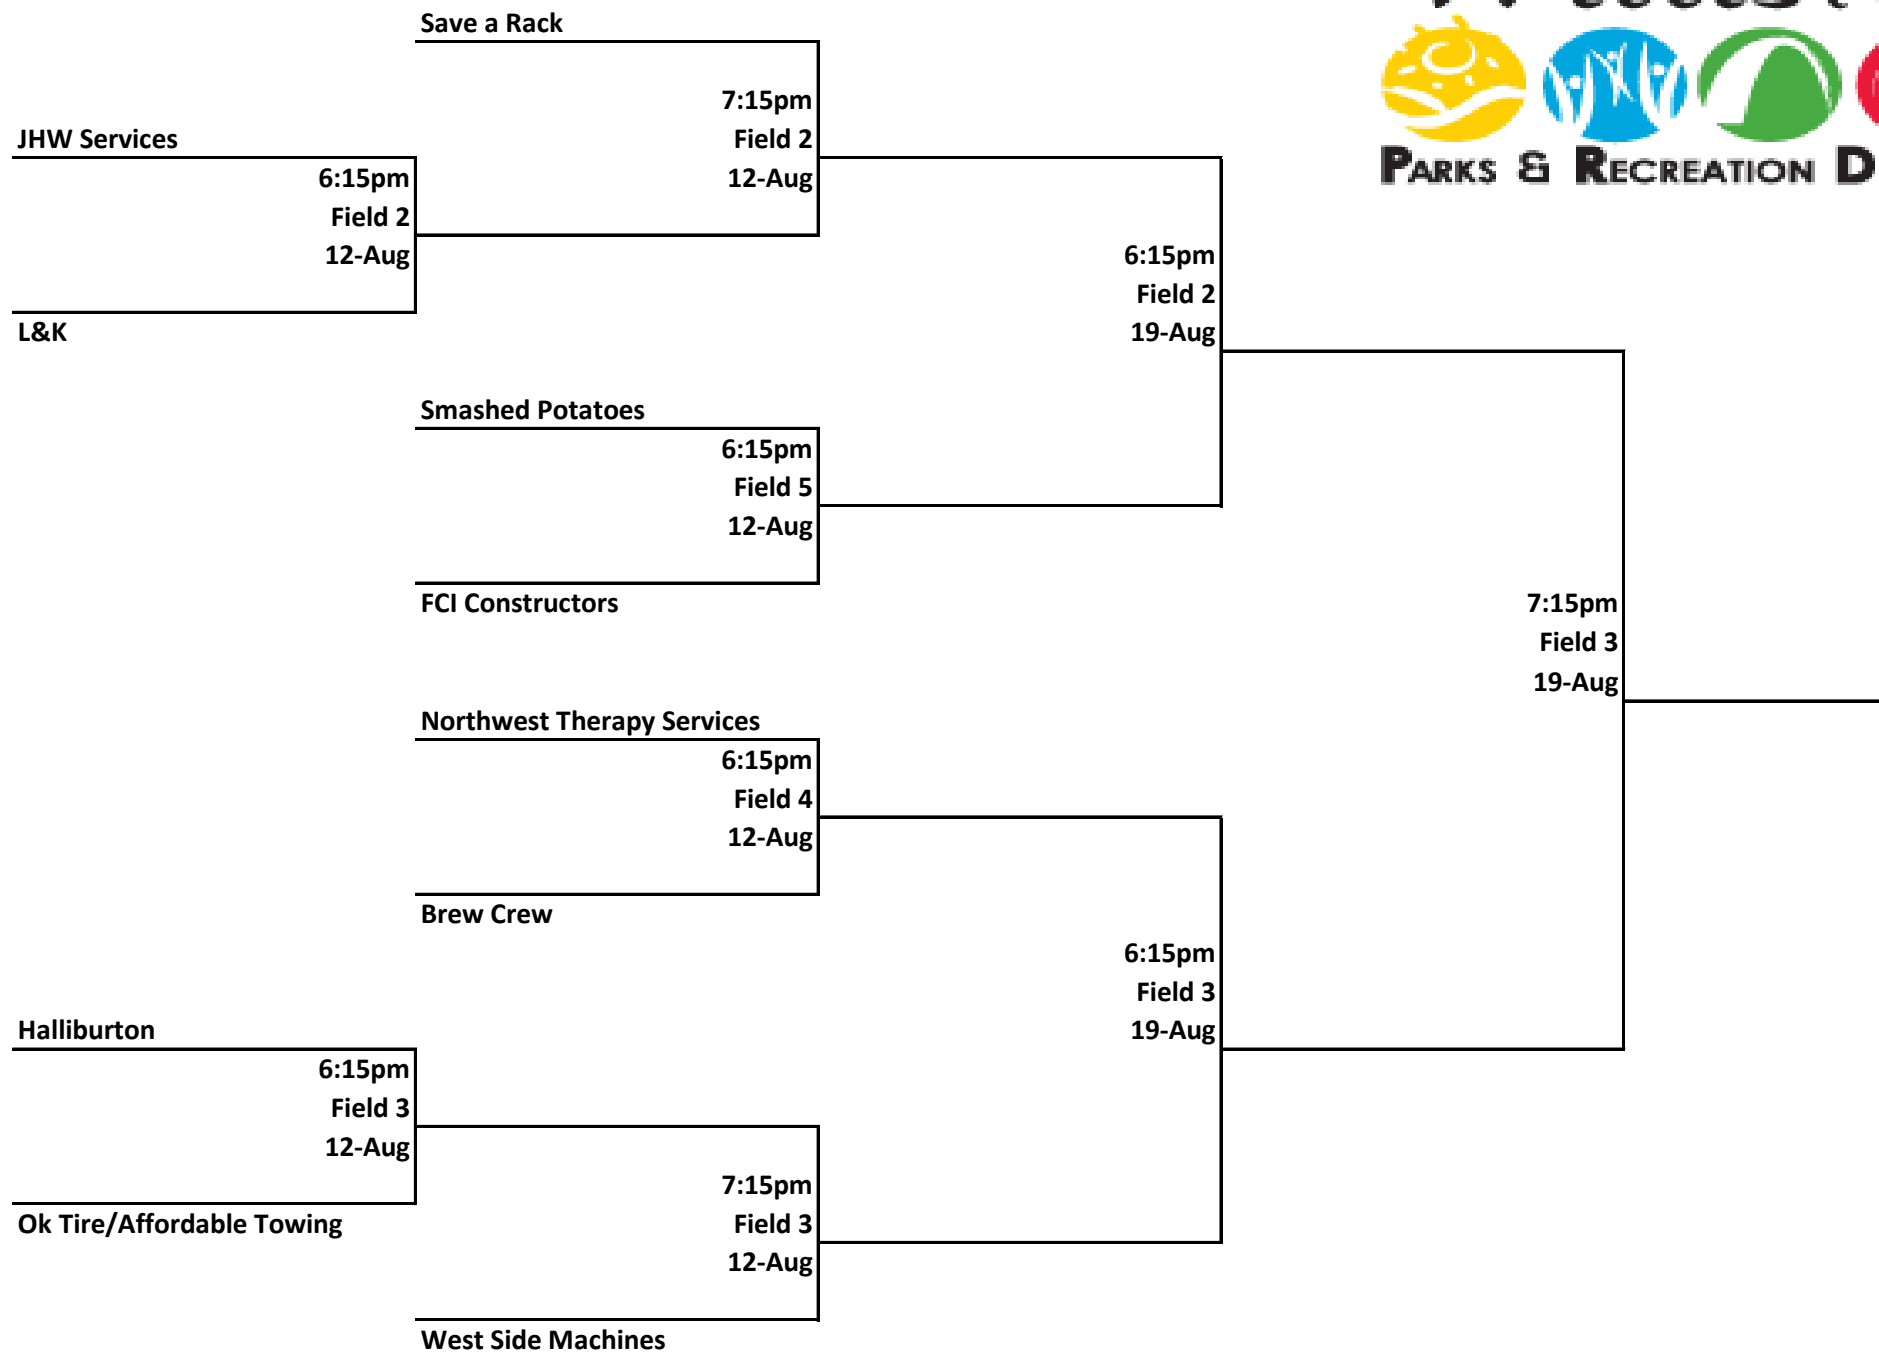 Save a Rack
7:15pm
Field 2
12-Aug
JHW Services
6:15pm
Field 2
12-Aug
L&K
6:15pm
Field 2
19-Aug
Smashed Potatoes
6:15pm
Field 5
12-Aug
FCI Constructors
7:15pm
Field 3
19-Aug
Northwest Therapy Services
6:15pm
Field 4
12-Aug
Brew Crew
6:15pm
Field 3
19-Aug
Halliburton
6:15pm
Field 3
12-Aug
Ok Tire/Affordable Towing
7:15pm
Field 3
12-Aug
West Side Machines
PARKS & RECREATION D